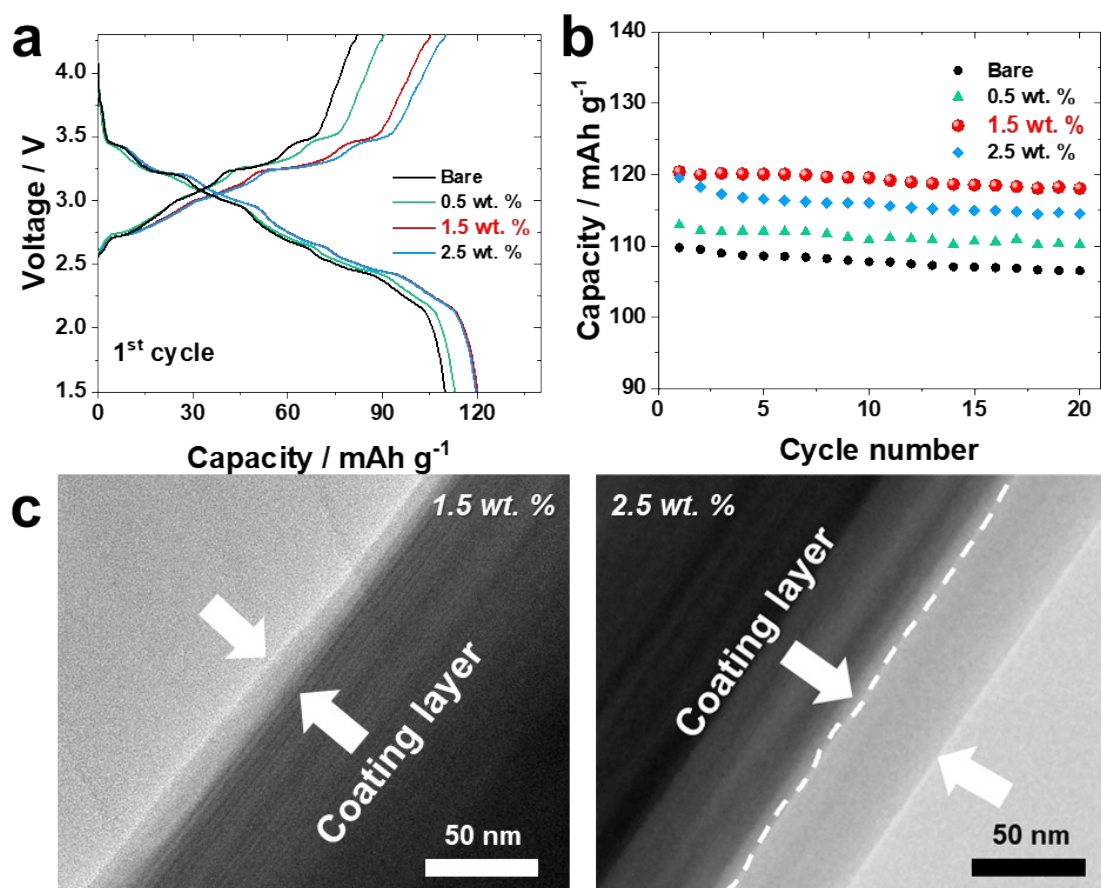 a
4.0
3.5
3.0
2.5
2.0
1.5
Voltage / V
Bare
0.5 wt. %
1.5 wt. %
2.5 wt. %
1st cycle
0 30 60 90 120
Capacity / mAh g-1
b
140
130
120
110
100
90
Capacity / mAh g-1
Bare
0.5 wt. %
1.5 wt. %
2.5 wt. %
0 5 10 15 20
Cycle number
c
1.5 wt. %
Coating layer
50 nm
2.5 wt. %
Coating layer
50 nm